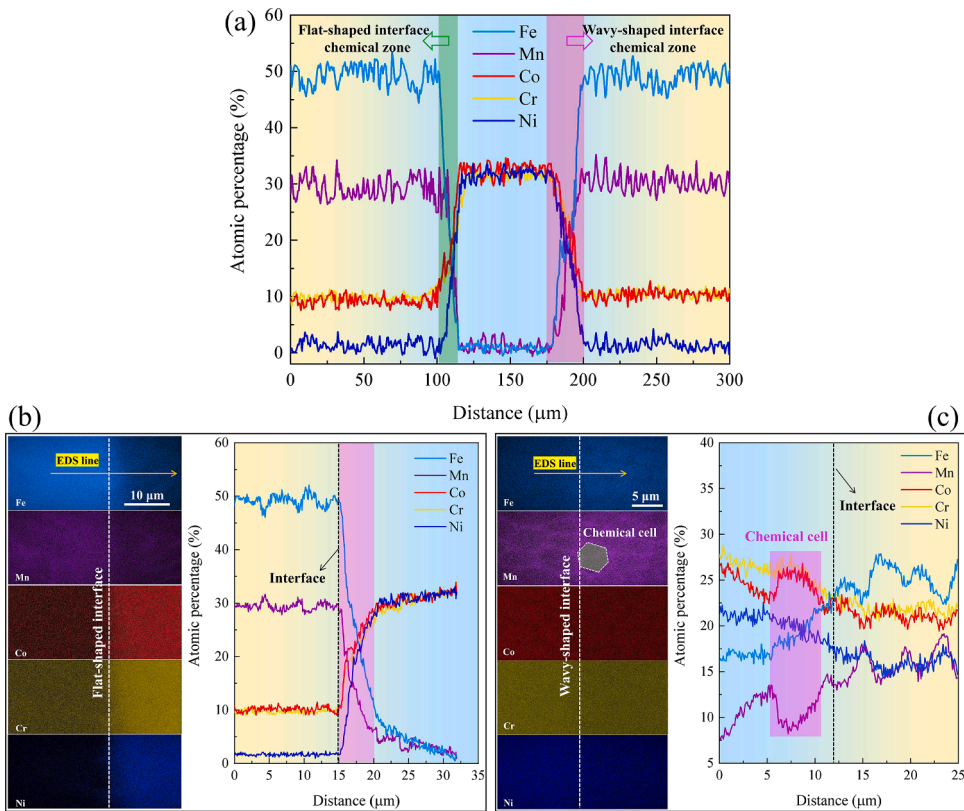 (a)
Flat-shaped interface
chemical zone
Wavy-shaped interface
chemical zone
Fe
Mn
Co
Cr
Ni
Atomic percentage (%)
60
50
40
30
20
10
0
0 50 100 150 200 250 300
Distance (μm)
(b)
EDS line
10 μm
Fe
Mn
Co
Cr
Ni
Flat-shaped interface
Atomic percentage (%)
60
50
40
30
20
10
0
Fe
Mn
Co
Cr
Ni
Interface
0 5 10 15 20 25 30 35
Distance (μm)
(c)
EDS line
5 μm
Fe
Chemical cell
Mn
Co
Cr
Ni
Wavy-shaped interface
Atomic percentage (%)
40
35
30
25
20
15
10
5
Fe
Mn
Co
Cr
Ni
Interface
Chemical cell
0 5 10 15 20 25
Distance (μm)